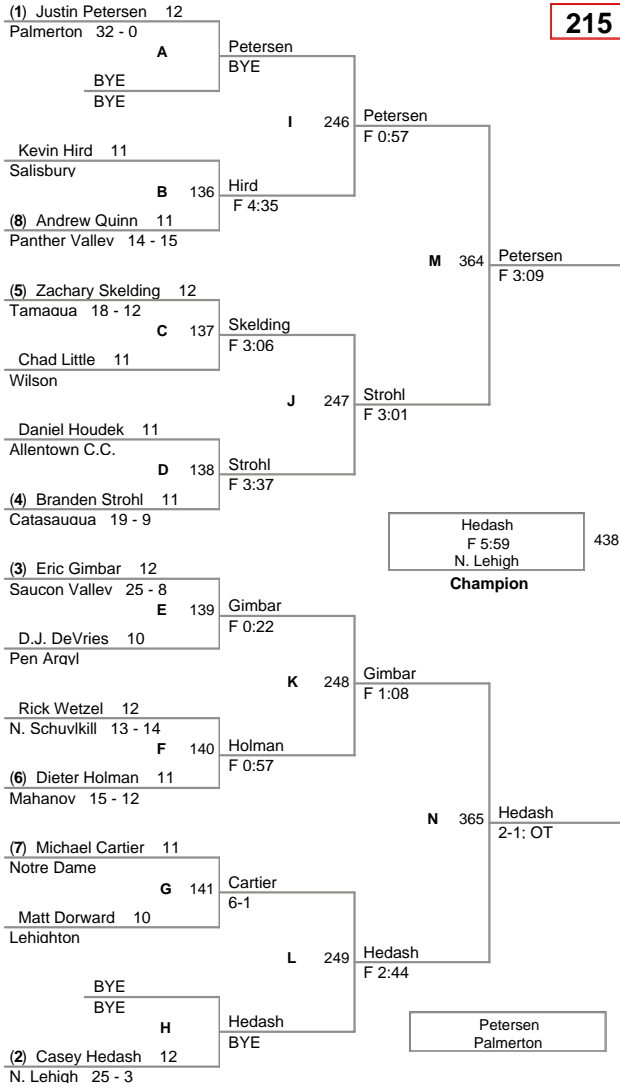 215
(1) Justin Petersen 12
Palmerton 32 - 0
A
Petersen
BYE
BYE
BYE
I 246
Petersen
F 0:57
Kevin Hird 11
Salisbury
B 136
Hird
F 4:35
(8) Andrew Quinn 11
Panther Valley 14 - 15
M 364
Petersen
F 3:09
(5) Zachary Skelding 12
Tamaqua 18 - 12
C 137
Skelding
F 3:06
Chad Little 11
Wilson
J 247
Strohl
F 3:01
Daniel Houdek 11
Allentown C.C.
D 138
Strohl
F 3:37
(4) Branden Strohl 11
Catasauqua 19 - 9
Hedash
F 5:59
N. Lehigh
438
Champion
(3) Eric Gimbar 12
Saucon Valley 25 - 8
E 139
Gimbar
F 0:22
D.J. DeVries 10
Pen Argyl
K 248
Gimbar
F 1:08
Rick Wetzel 12
N. Schuylkill 13 - 14
F 140
Holman
F 0:57
(6) Dieter Holman 11
Mahanoy 15 - 12
N 365
Hedash
2-1; OT
(7) Michael Cartier 11
Notre Dame
G 141
Cartier
6-1
Matt Dorward 10
Lehighton
L 249
Hedash
F 2:44
BYE
BYE
H
Hedash
BYE
(2) Casey Hedash 12
N. Lehigh 25 - 3
Petersen
Palmerton